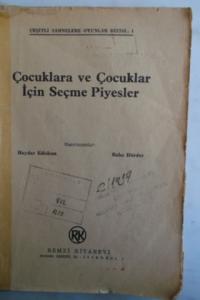 ÇEŞİTLİ SAHNELERE OYUNLAR DİZİSİ: 1
Çocuklara ve Çocuklar
İçin Seçme Piyesler
Hazırlayanlar:
Haydar Ediskun
Baha Dürder
RK
REMZİ KİTABEVİ
İSTANBUL